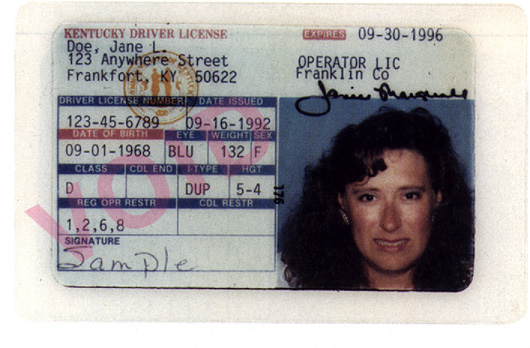 KENTUCKY DRIVER LICENSE
EXPIRES 09-30-1996
Doe, Jane L.
123 Anywhere Street
Frankfort, KY 50622
OPERATOR LIC
Franklin Co
DRIVER LICENSE NUMBER DATE ISSUED
123-45-6789 09-16-1992
DATE OF BIRTH EYE WEIGHT SEX
09-01-1968 BLU 132 F
CLASS CDL END I-TYPE HGT
D DUP 5-4
REG OPR RESTR CDL RESTR
1,2,6,8
SIGNATURE
Sample
VOID